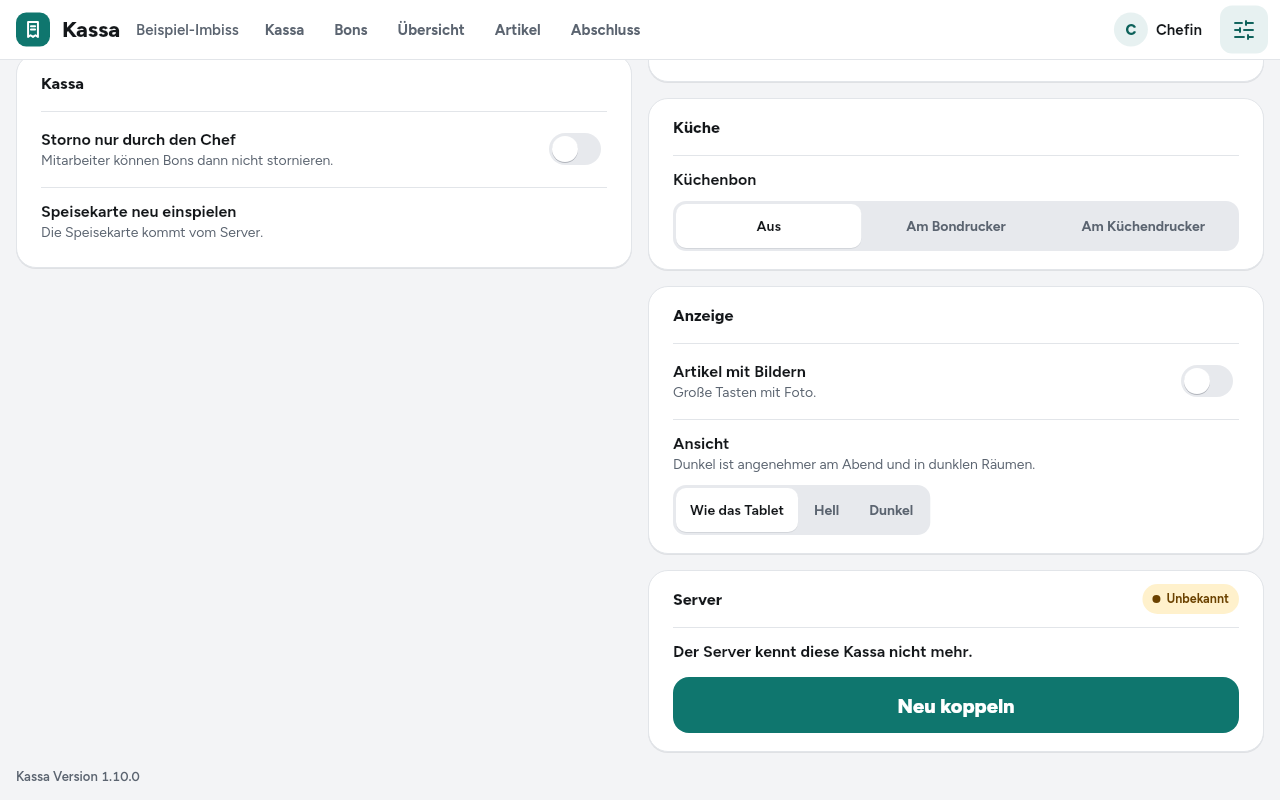 Kassa
Beispiel-Imbiss
Kassa
Bons
Übersicht
Artikel
Abschluss
C
Chefin
Kassa
Storno nur durch den Chef
Mitarbeiter können Bons dann nicht stornieren.
Speisekarte neu einspielen
Die Speisekarte kommt vom Server.
Küche
Küchenbon
Aus
Am Bondrucker
Am Küchendrucker
Anzeige
Artikel mit Bildern
Große Tasten mit Foto.
Ansicht
Dunkel ist angenehmer am Abend und in dunklen Räumen.
Wie das Tablet
Hell
Dunkel
Server
Unbekannt
Der Server kennt diese Kassa nicht mehr.
Neu koppeln
Kassa Version 1.10.0